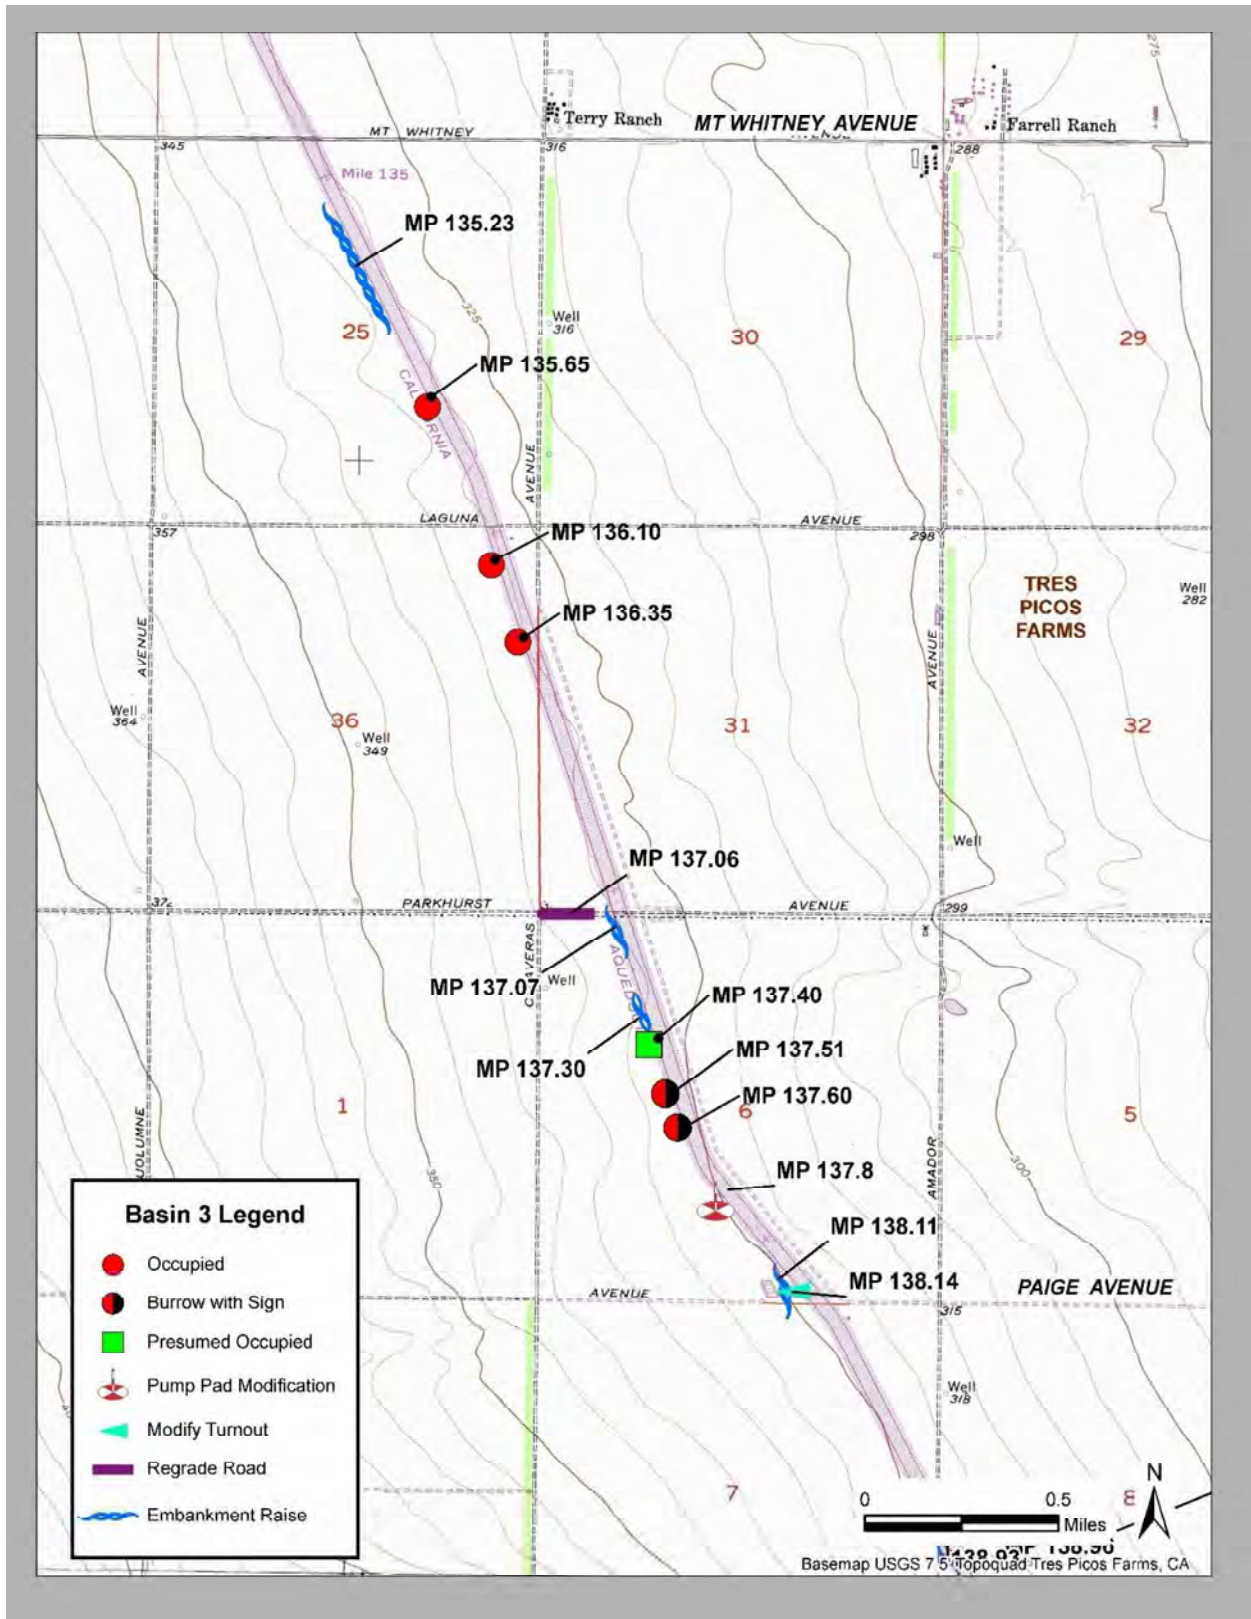 275
Terry Ranch
MT WHITNEY AVENUE
Farrell Ranch
MT WHITNEY
345
316
288
Mile 135
MP 135.23
325
Well
316
25
30
29
MP 135.65
AVENUE
LAGUNA
AVENUE
357
298
MP 136.10
TRES
PICOS
FARMS
Well
282
MP 136.35
AVENUE
AVENUE
Well
364
36
Well
349
31
32
Well
MP 137.06
372
PARKHURST
AVENUE
299
MP 137.07
Well
MP 137.40
MP 137.30
MP 137.51
MP 137.60
1
6
5
AMADOR
300
350
MP 137.8
MP 138.11
MP 138.14
AVENUE
PAIGE AVENUE
315
Well
318
7
Basin 3 Legend
Occupied
Burrow with Sign
Presumed Occupied
Pump Pad Modification
Modify Turnout
Regrade Road
Embankment Raise
N
0 0.5
Miles
Basemap USGS 7 5 Topoquad Tres Picos Farms, CA